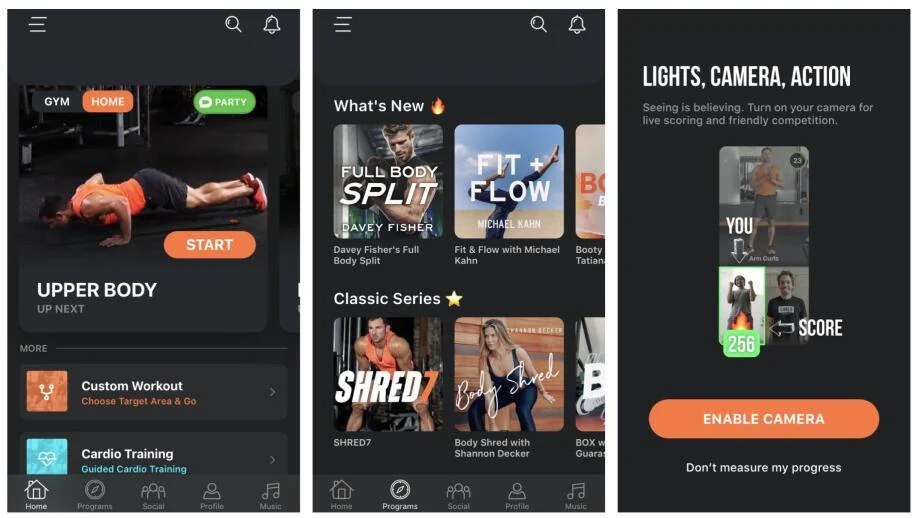 GYM
HOME
PARTY
START
UPPER BODY
UP NEXT
MORE
Custom Workout
Choose Target Area & Go
Cardio Training
Guided Cardio Training
Home
Programs
Social
Profile
Music
What's New 🔥
FULL BODY
SPLIT
DAVEY FISHER
FIT +
FLOW
MICHAEL KAHN
BO
B
Davey Fisher's Full
Body Split
Fit & Flow with Michael
Kahn
Booty
Tatiana
Classic Series ⭐
SHRED7
SHANNON DECKER
Body Shred
B
SHRED7
Body Shred with
Shannon Decker
BOX w
Guaras
Home
Programs
Social
Profile
Music
LIGHTS, CAMERA, ACTION
Seeing is believing. Turn on your camera for
live scoring and friendly competition.
23
YOU
Arm Curls
SCORE
256
ENABLE CAMERA
Don't measure my progress